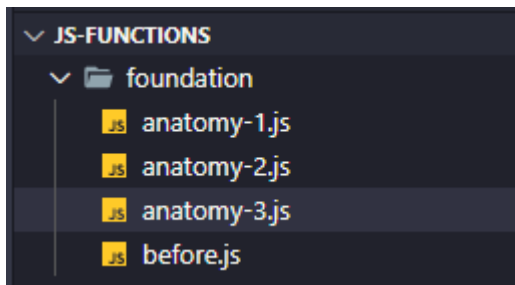 JS-FUNCTIONS
foundation
JS anatomy-1.js
JS anatomy-2.js
JS anatomy-3.js
JS before.js